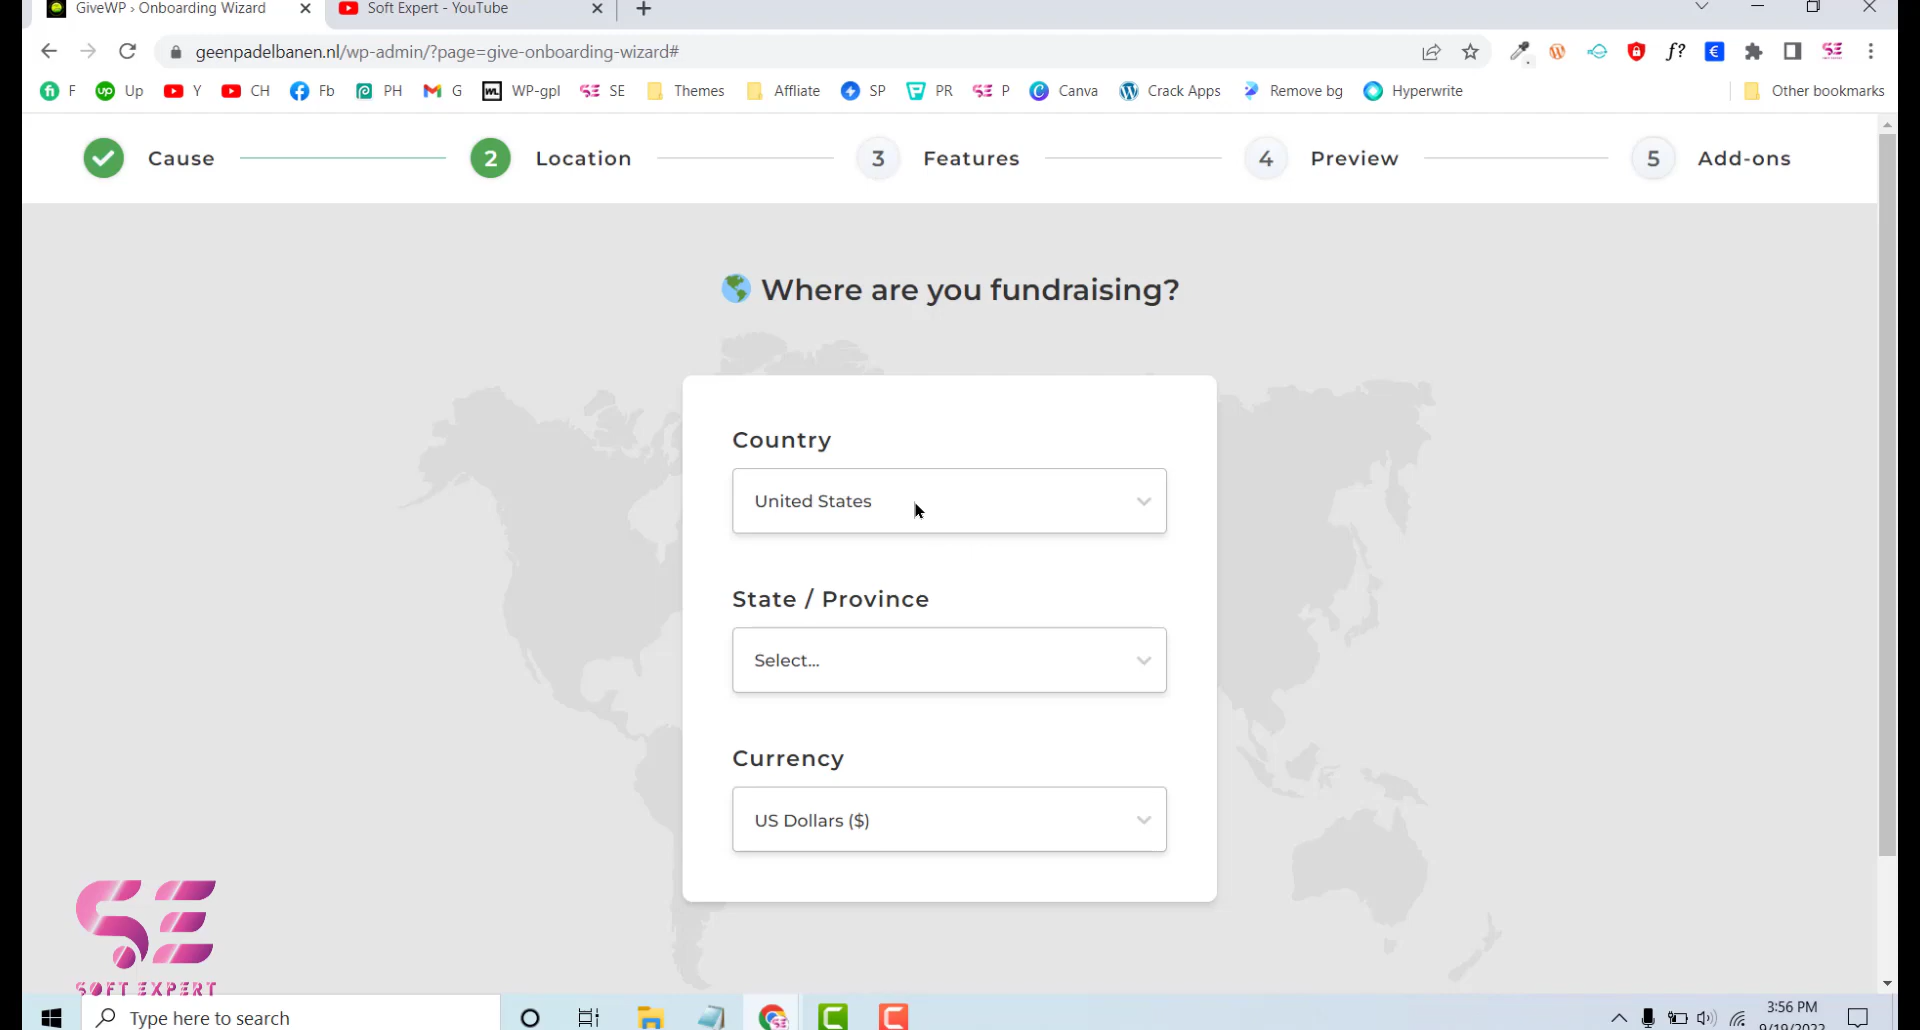 GiveWP › Onboarding Wizard
Soft Expert - YouTube
geenpadelbanen.nl/wp-admin/?page=give-onboarding-wizard#
f?
F
Up
Y
CH
Fb
PH
G
WP-gpl
SE
Themes
Affliate
SP
PR
P
Canva
Crack Apps
Remove bg
Hyperwrite
Other bookmarks
Cause
2 Location
3 Features
4 Preview
5 Add-ons
Where are you fundraising?
Country
United States
State / Province
Select...
Currency
US Dollars ($)
SE
SOFT EXPERT
Type here to search
3:56 PM